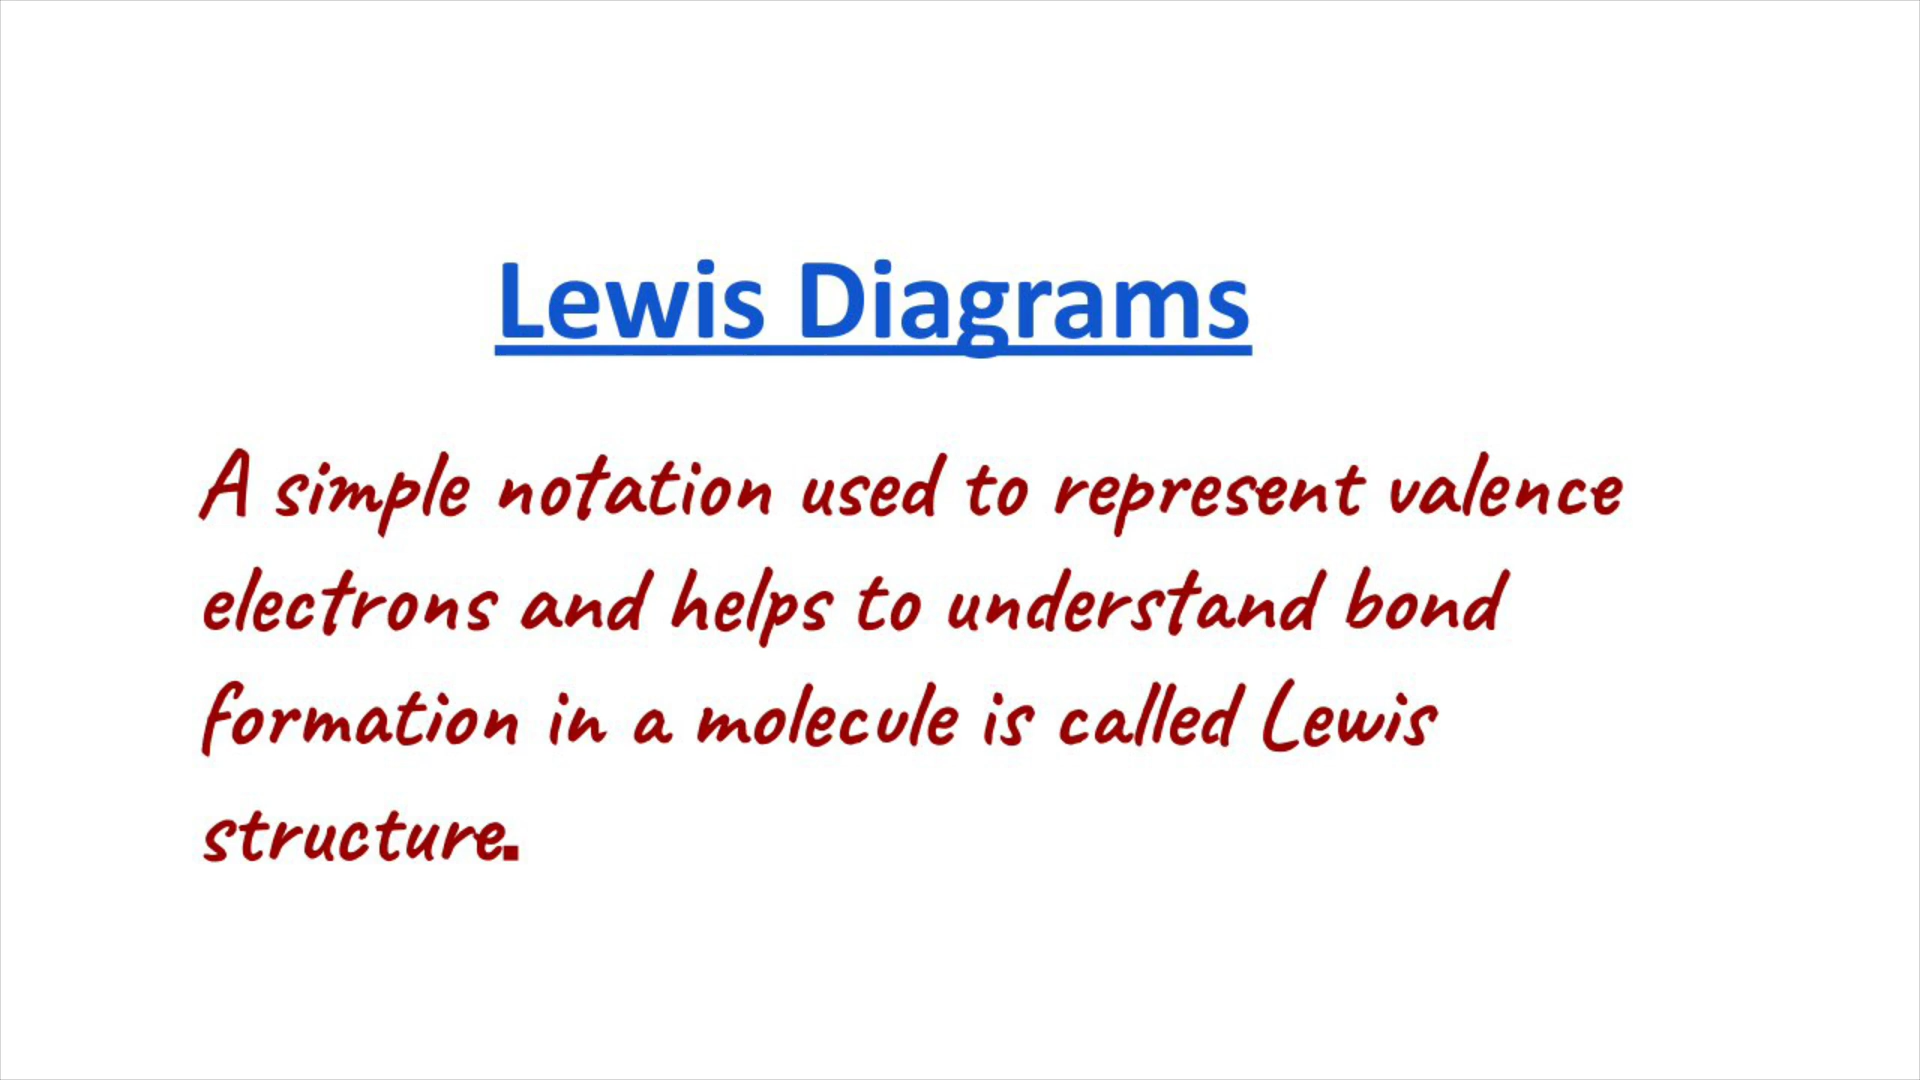 Lewis Diagrams
A simple notation used to represent valence
electrons and helps to understand bond
formation in a molecule is called Lewis
structure.